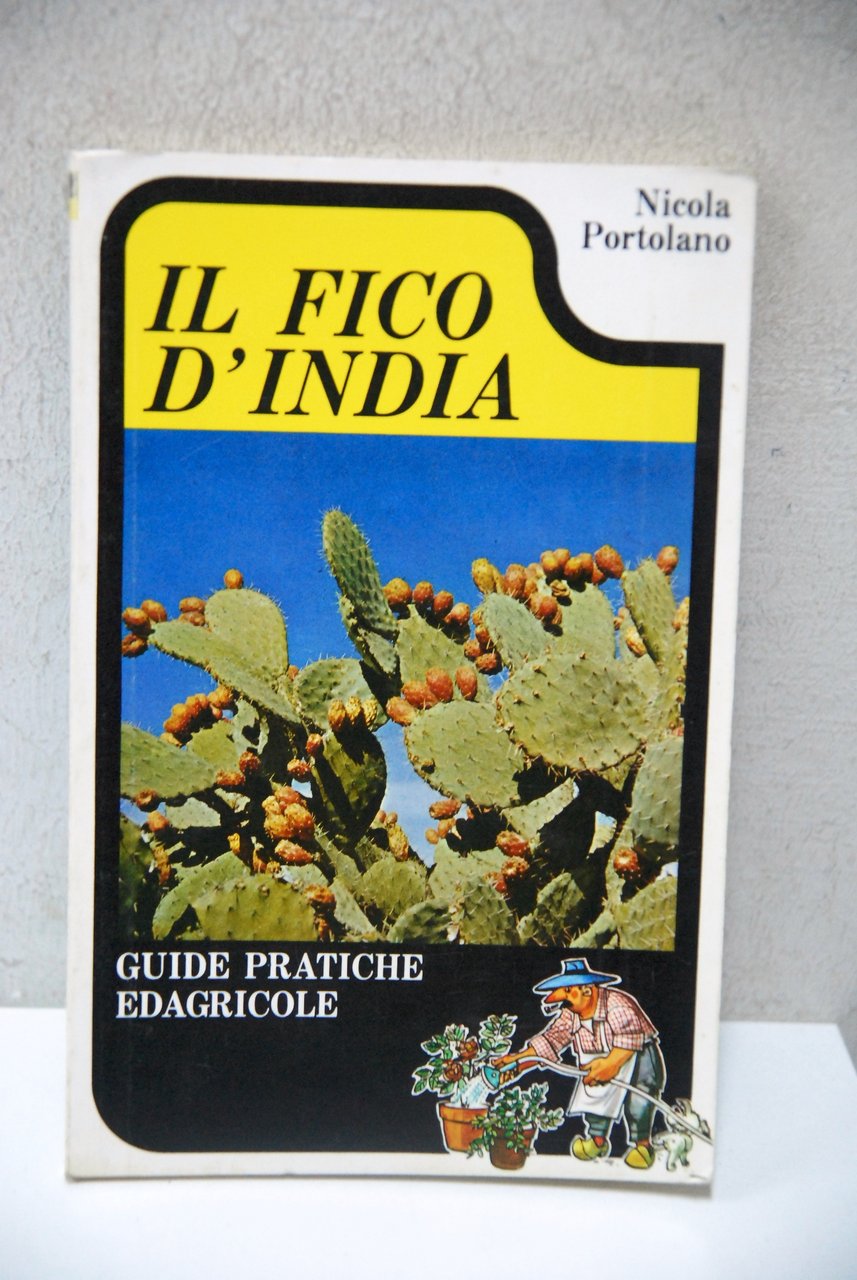 Nicola
Portolano
IL FICO
D'INDIA
GUIDE PRATICHE
EDAGRICOLE